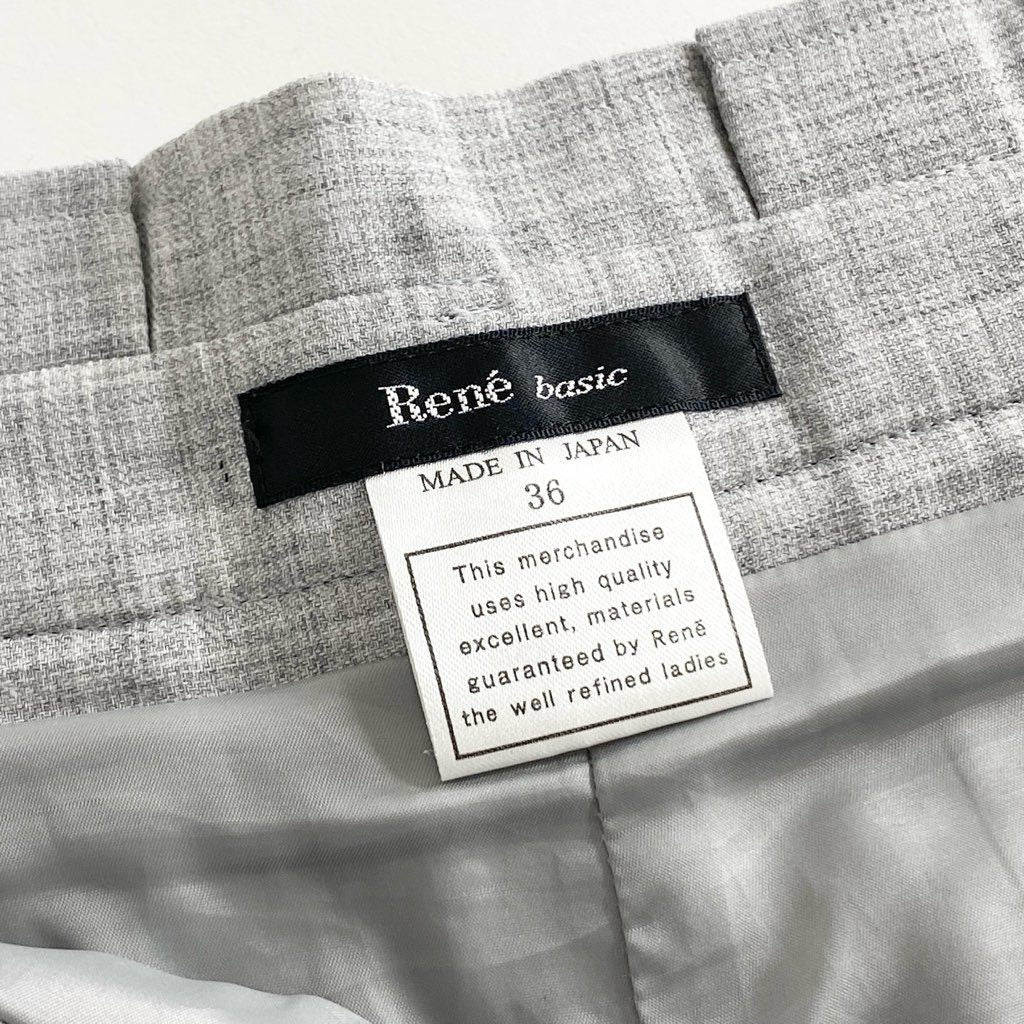 René basic
MADE IN JAPAN
36
This merchandise
uses high quality
excellent, materials
guaranteed by Renē
the well refined ladies